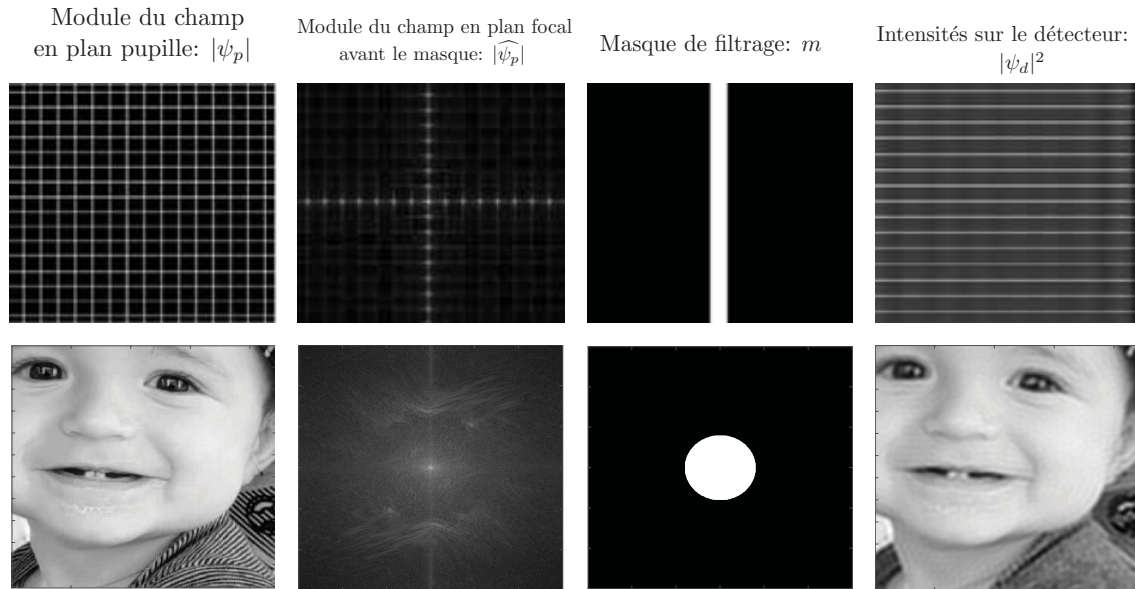 Module du champ
en plan pupille: |ψ_p|
Module du champ en plan focal
avant le masque: |\widehat{ψ_p}|
Masque de filtrage: m
Intensités sur le détecteur:
|ψ_d|²